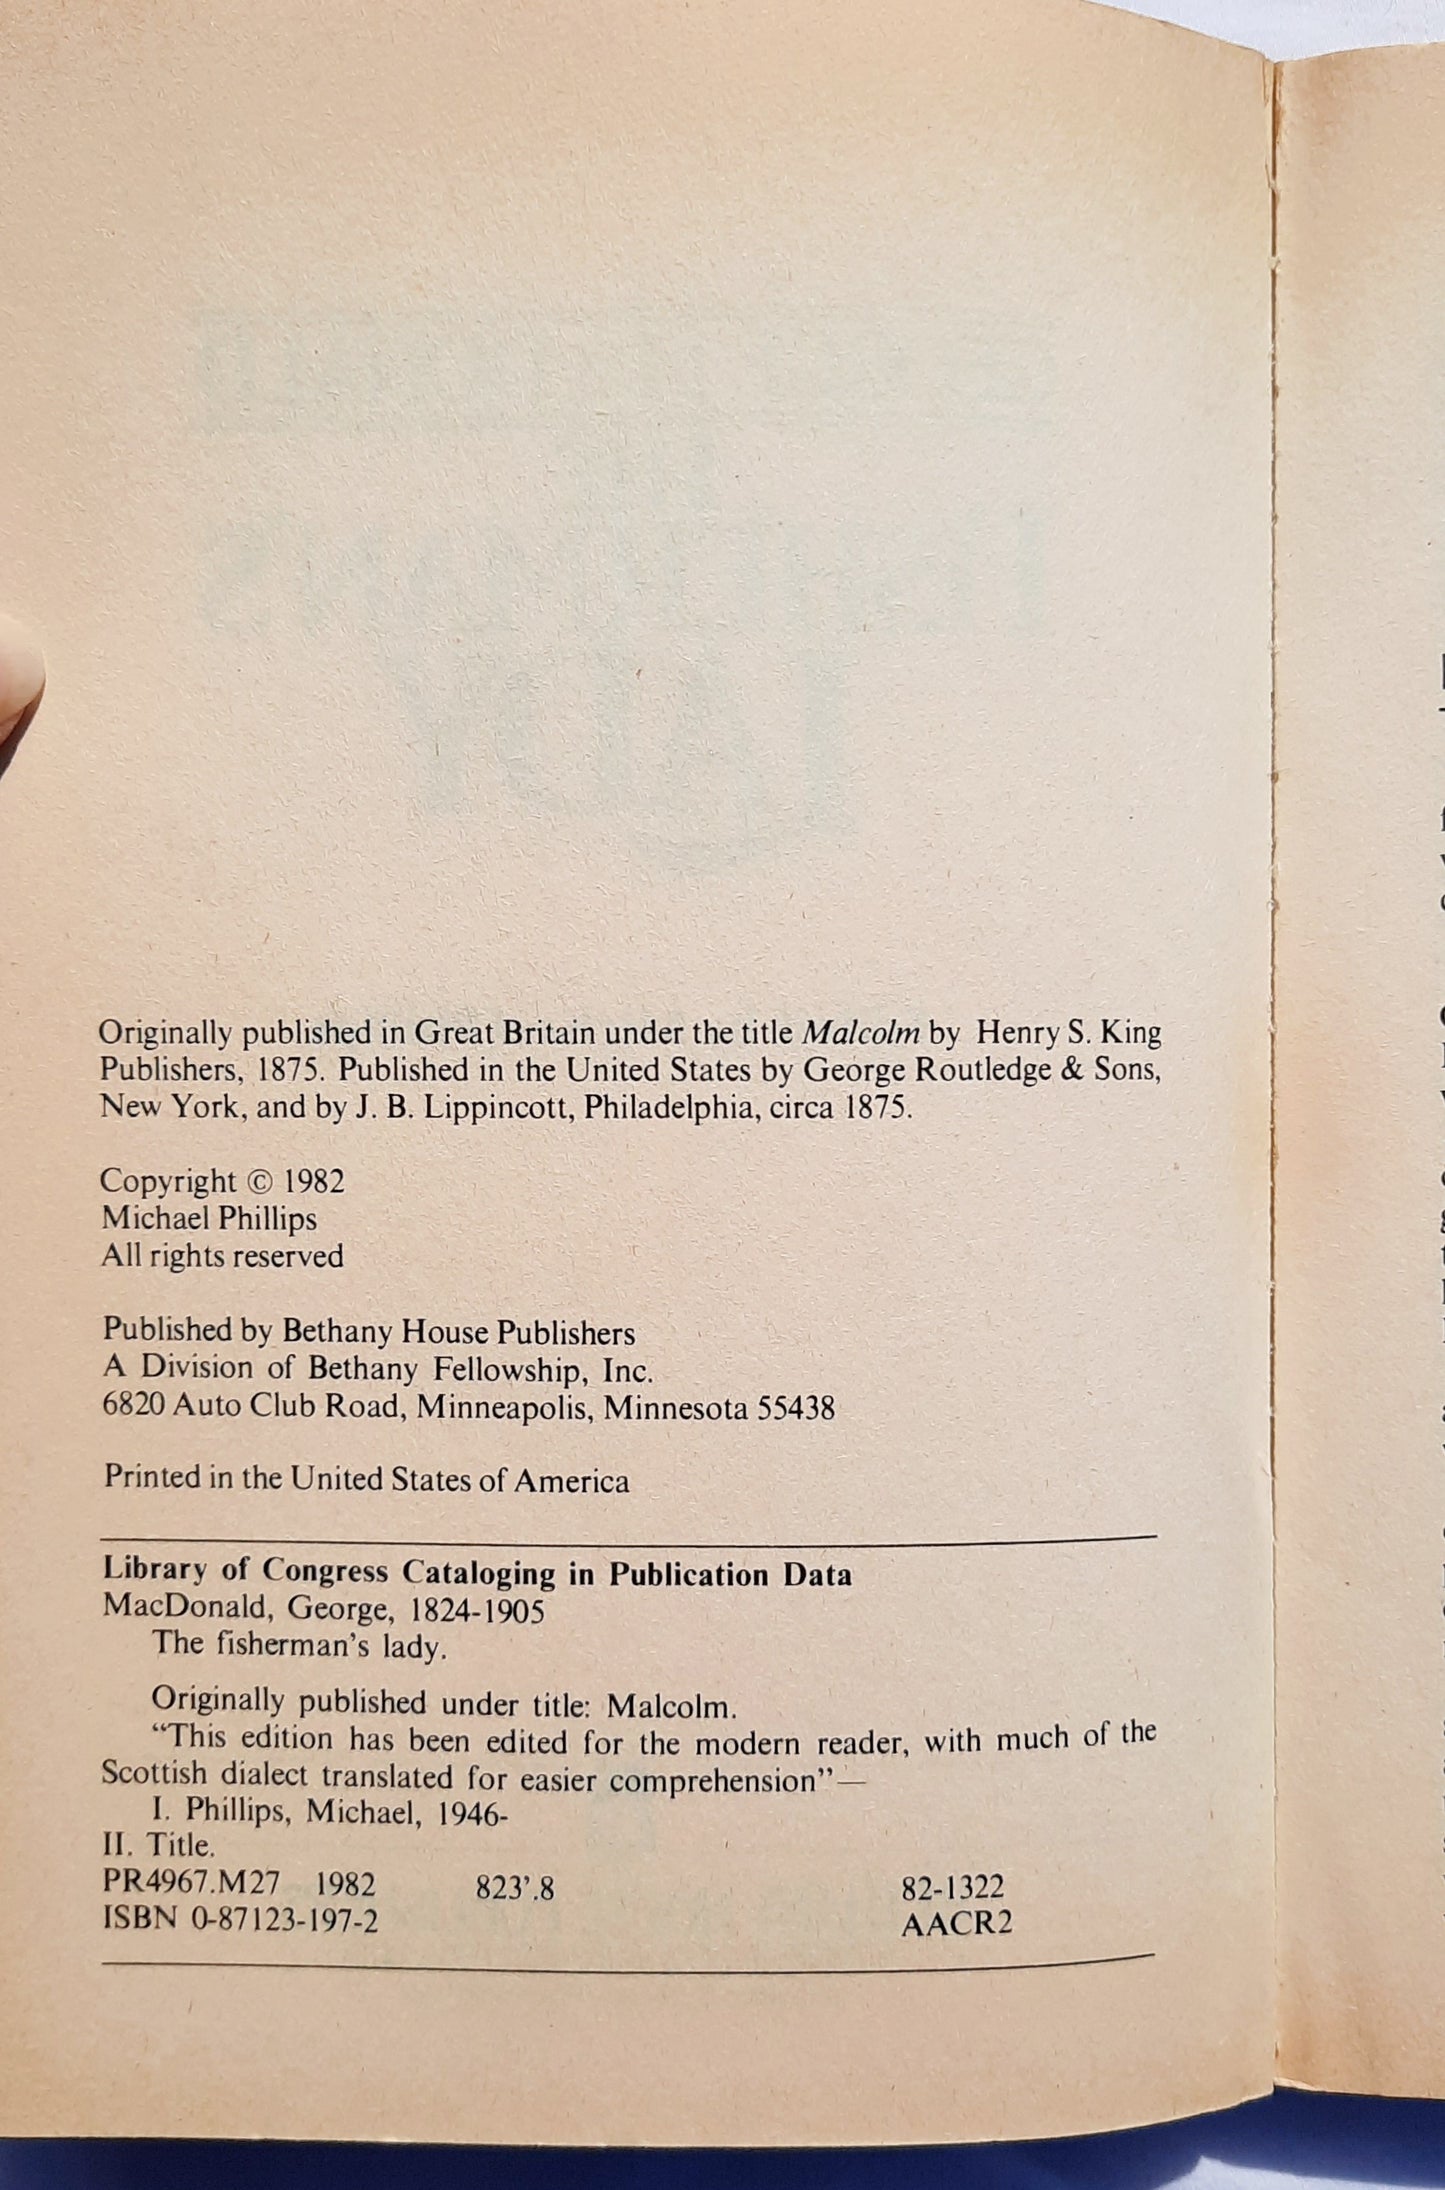 Originally published in Great Britain under the title Malcolm by Henry S. King
Publishers, 1875. Published in the United States by George Routledge & Sons,
New York, and by J. B. Lippincott, Philadelphia, circa 1875.
Copyright © 1982
Michael Phillips
All rights reserved
Published by Bethany House Publishers
A Division of Bethany Fellowship, Inc.
6820 Auto Club Road, Minneapolis, Minnesota 55438
Printed in the United States of America
Library of Congress Cataloging in Publication Data
MacDonald, George, 1824-1905
The fisherman's lady.
Originally published under title: Malcolm.
“This edition has been edited for the modern reader, with much of the
Scottish dialect translated for easier comprehension”—
I. Phillips, Michael, 1946-
II. Title.
PR4967.M27 1982 823'.8 82-1322
ISBN 0-87123-197-2 AACR2